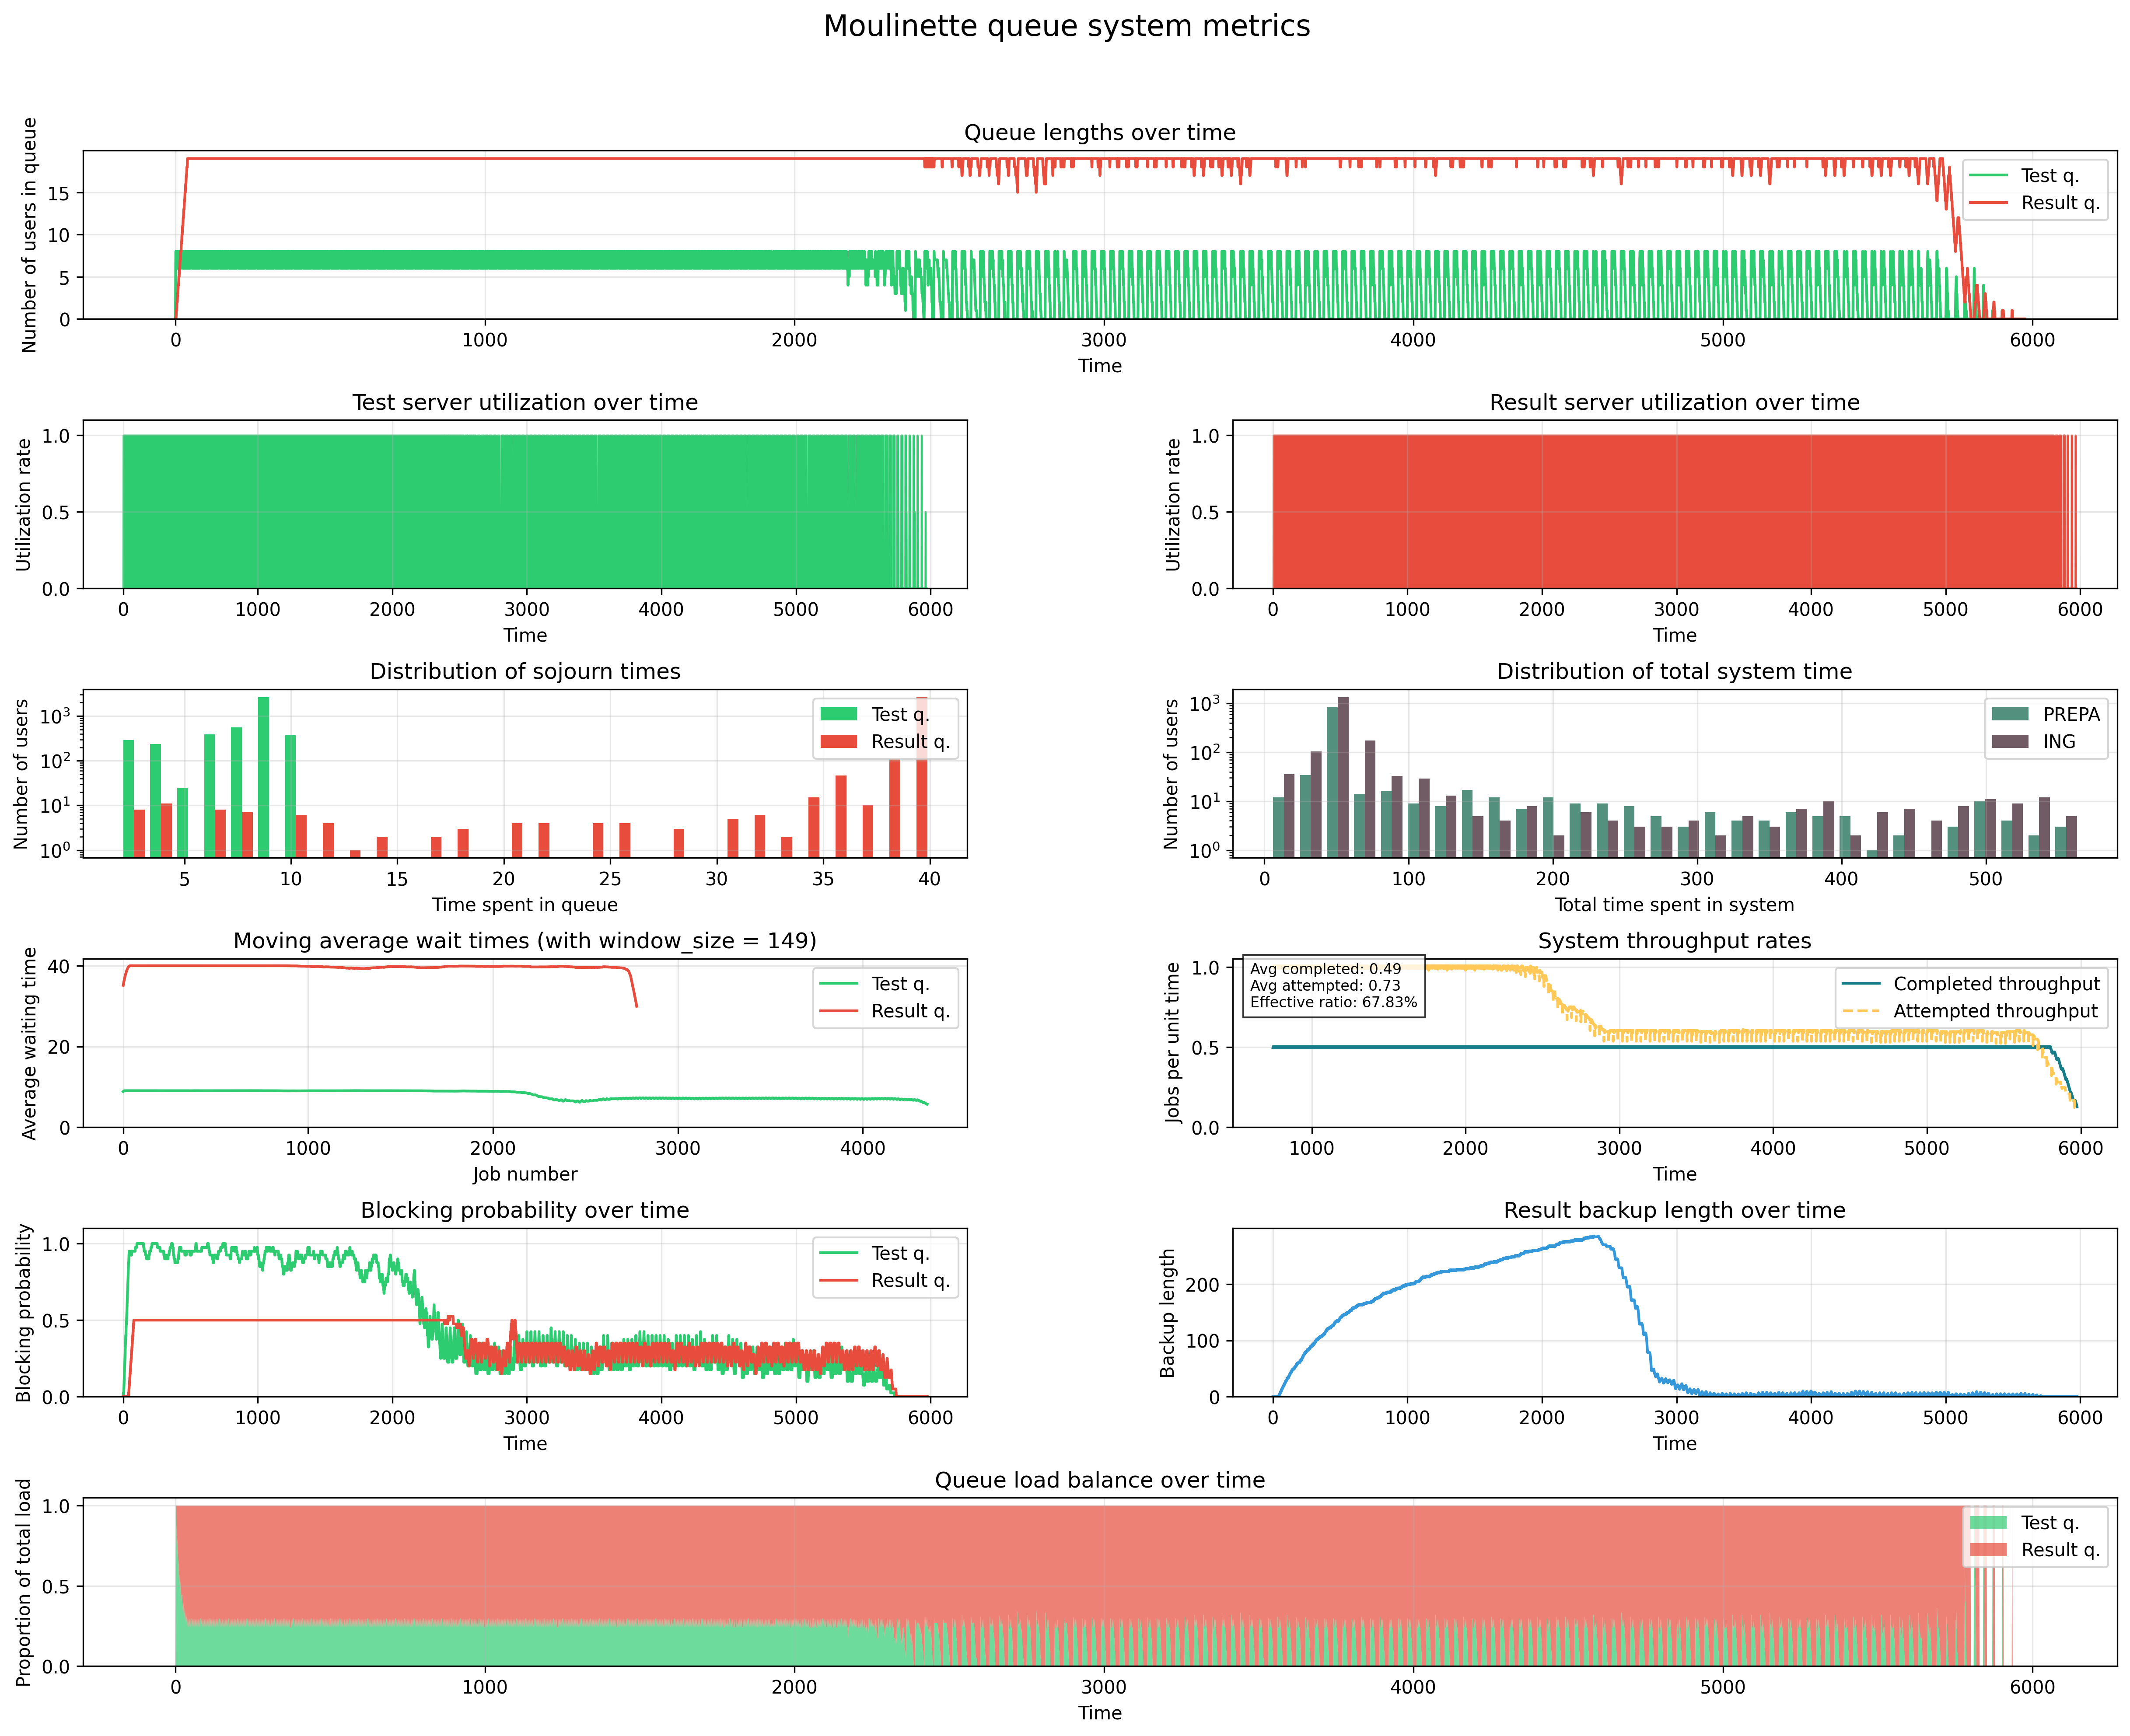 Moulinette queue system metrics
Queue lengths over time
Number of users in queue
15
10
5
0
Test q.
Result q.
0 1000 2000 3000 4000 5000 6000
Time
Test server utilization over time
Utilization rate
1.0
0.5
0.0
0 1000 2000 3000 4000 5000 6000
Time
Result server utilization over time
Utilization rate
1.0
0.5
0.0
0 1000 2000 3000 4000 5000 6000
Time
Distribution of sojourn times
Number of users
10³
10²
10¹
10⁰
Test q.
Result q.
5 10 15 20 25 30 35 40
Time spent in queue
Distribution of total system time
Number of users
10³
10²
10¹
10⁰
PREPA
ING
0 100 200 300 400 500
Total time spent in system
Moving average wait times (with window_size = 149)
Average waiting time
40
20
0
Test q.
Result q.
0 1000 2000 3000 4000
Job number
System throughput rates
Jobs per unit time
1.0
0.5
0.0
Avg completed: 0.49
Avg attempted: 0.73
Effective ratio: 67.83%
Completed throughput
Attempted throughput
1000 2000 3000 4000 5000 6000
Time
Blocking probability over time
Blocking probability
1.0
0.5
0.0
Test q.
Result q.
0 1000 2000 3000 4000 5000 6000
Time
Result backup length over time
Backup length
200
100
0
0 1000 2000 3000 4000 5000 6000
Time
Queue load balance over time
Proportion of total load
1.0
0.5
0.0
Test q.
Result q.
0 1000 2000 3000 4000 5000 6000
Time